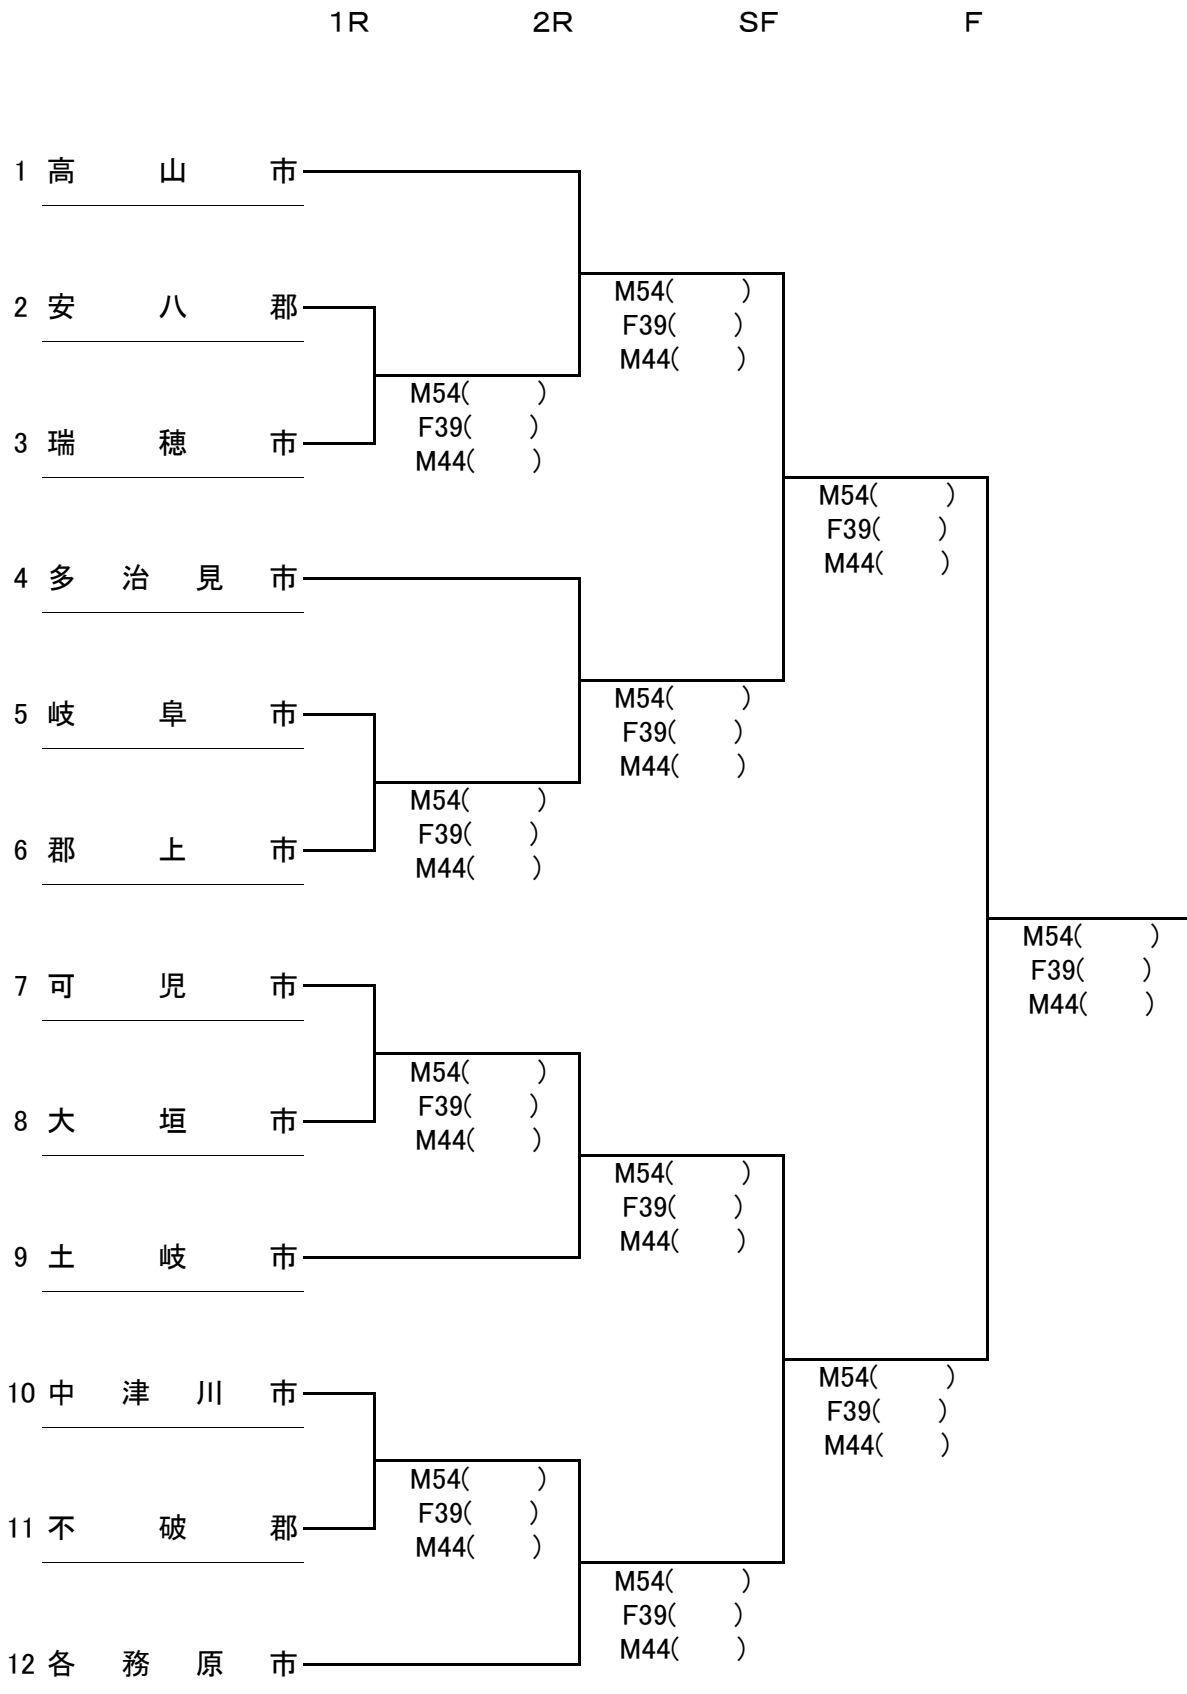 1R 2R SF F
1 高山市
2 安八郡
M54( )
F39( )
M44( )
M54( )
F39( )
M44( )
3 瑞穂市
M54( )
F39( )
M44( )
4 多治見市
5 岐阜市
M54( )
F39( )
M44( )
M54( )
F39( )
M44( )
6 郡上市
M54( )
F39( )
M44( )
7 可児市
8 大垣市
M54( )
F39( )
M44( )
M54( )
F39( )
M44( )
9 土岐市
10 中津川市
M54( )
F39( )
M44( )
11 不破郡
M54( )
F39( )
M44( )
M54( )
F39( )
M44( )
12 各務原市